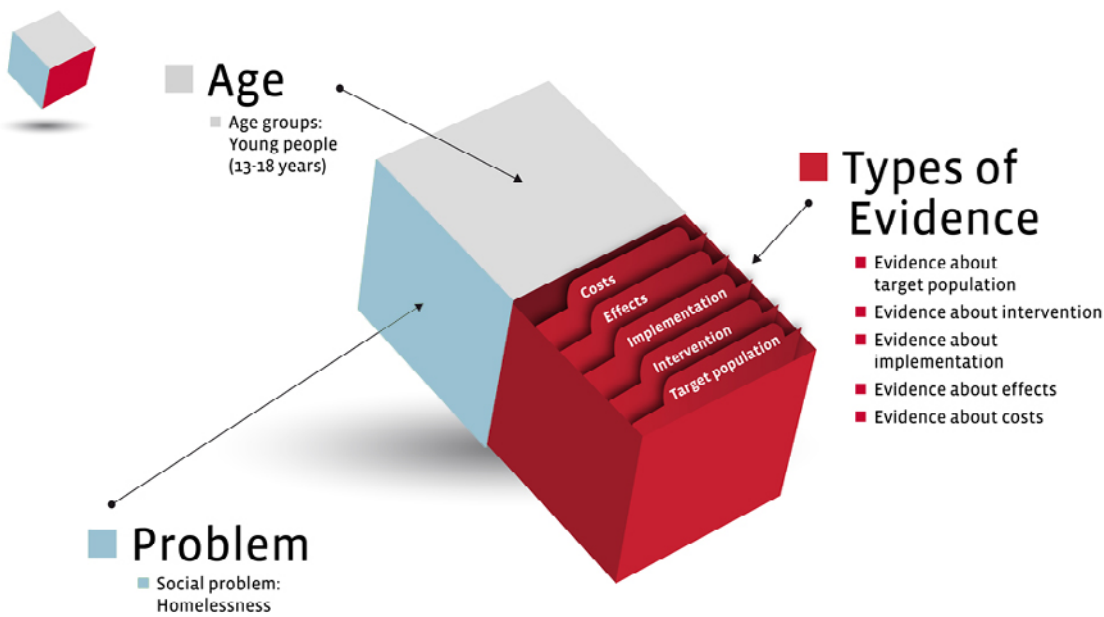 Age
Age groups:
Young people
(13-18 years)
Types of
Evidence
Evidence about
target population
Evidence about intervention
Evidence about
implementation
Evidence about effects
Evidence about costs
Costs
Effects
Implementation
Intervention
Target population
Problem
Social problem:
Homelessness